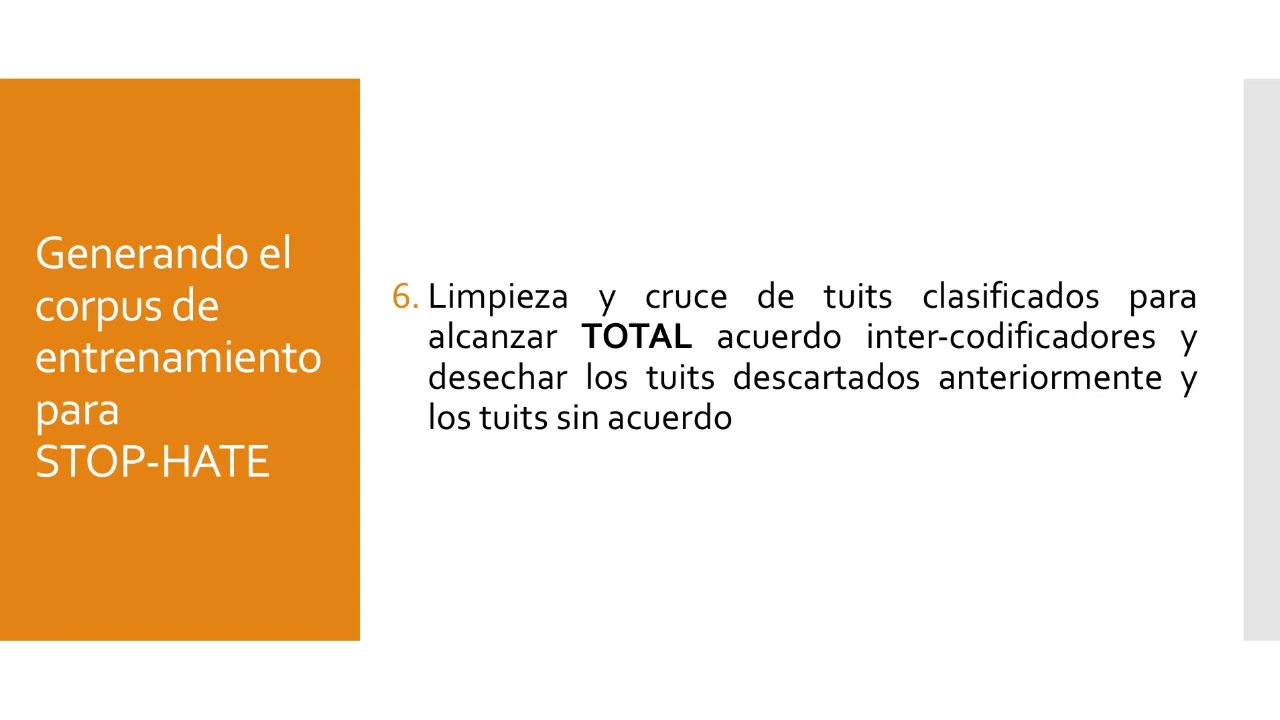 Generando el
corpus de
entrenamiento
para
STOP-HATE
6. Limpieza y cruce de tuits clasificados para
alcanzar TOTAL acuerdo inter-codificadores y
desechar los tuits descartados anteriormente y
los tuits sin acuerdo